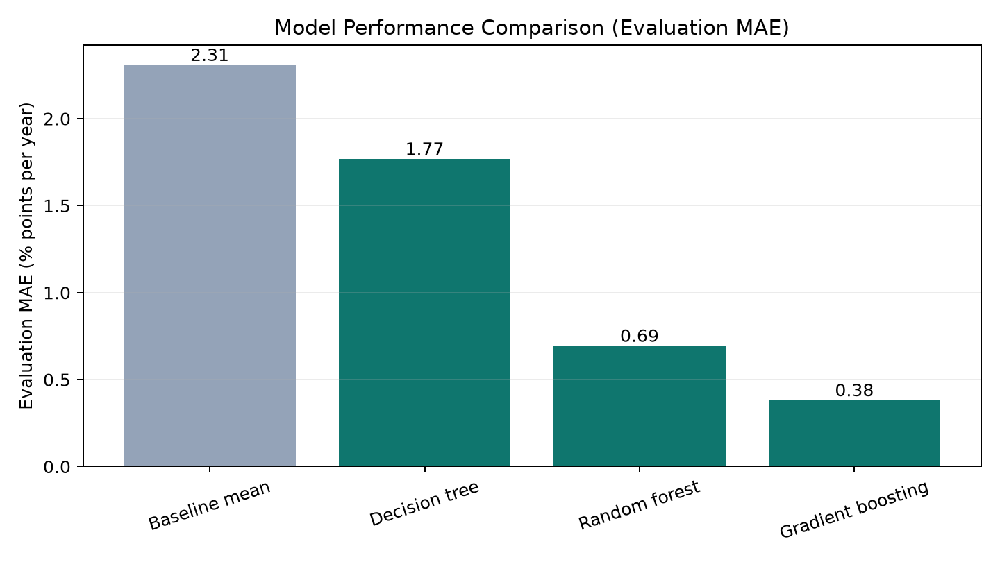 Model Performance Comparison (Evaluation MAE)
Evaluation MAE (% points per year)
2.0
1.5
1.0
0.5
0.0
2.31
1.77
0.69
0.38
Baseline mean
Decision tree
Random forest
Gradient boosting